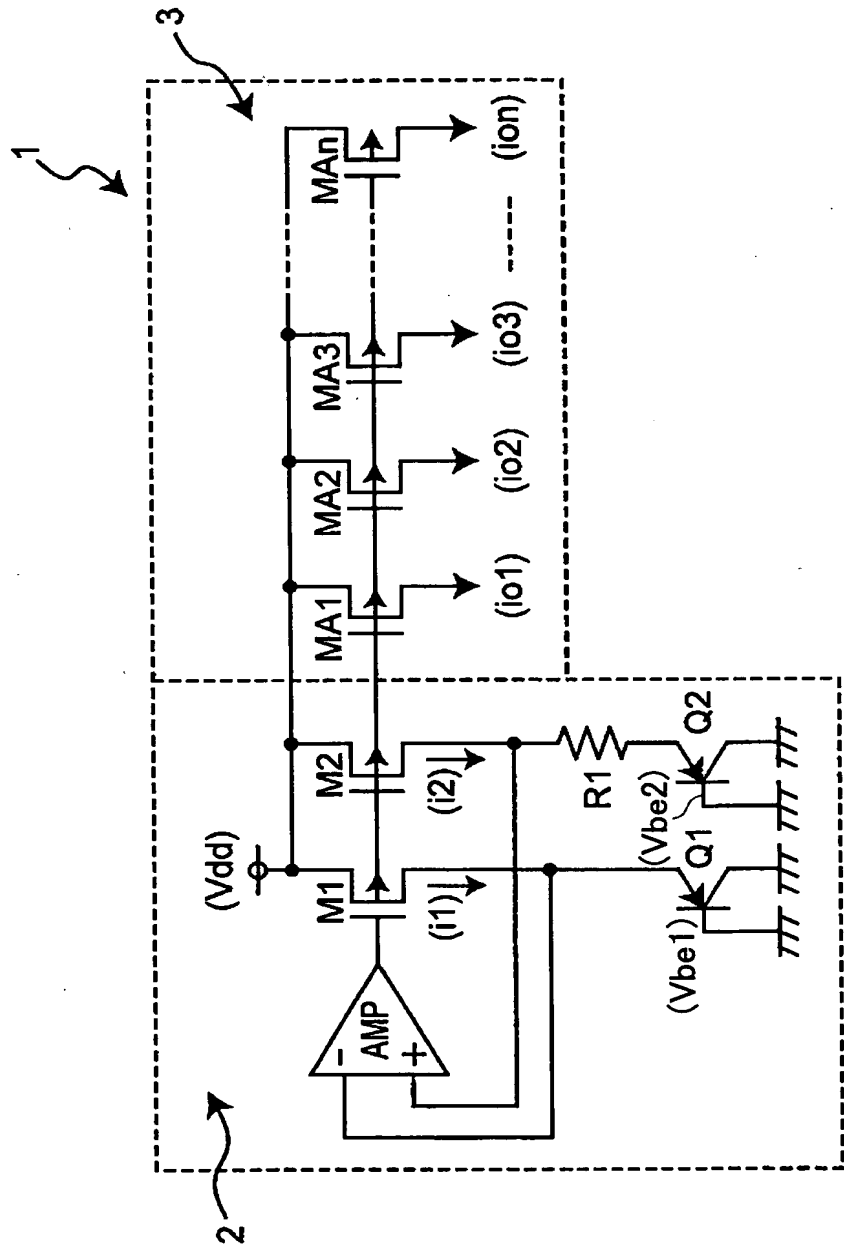 1
3
2
(Vdd)
M1
M2
MA1
MA2
MA3
MAn
AMP
-
+
(i1)
(i2)
(io1)
(io2)
(io3)
(ion)
R1
(Vbe1)
Q1
(Vbe2)
Q2